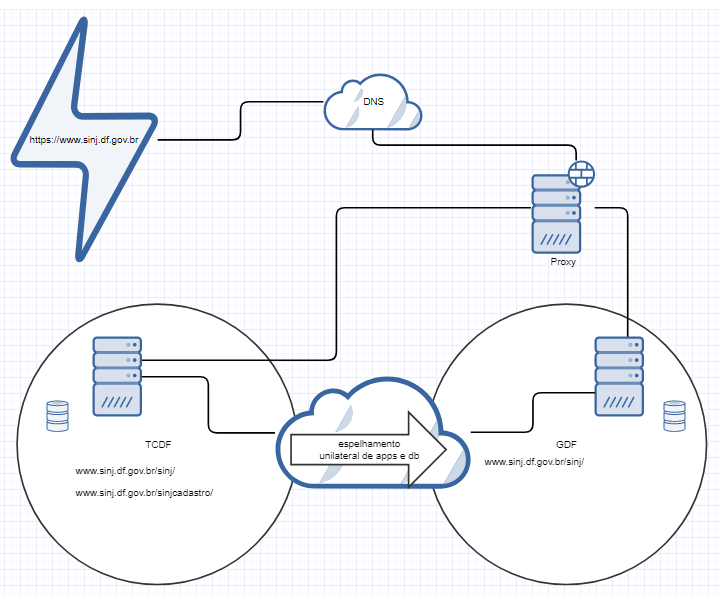 DNS
https://www.sinj.df.gov.br
Proxy
TCDF
www.sinj.df.gov.br/sinj/
www.sinj.df.gov.br/sinjcadastro/
espelhamento
unilateral de apps e db
GDF
www.sinj.df.gov.br/sinj/